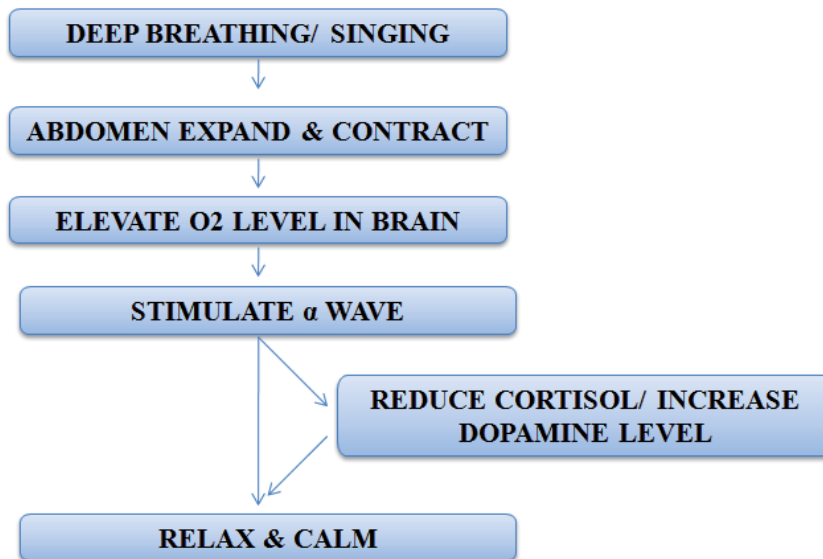 DEEP BREATHING/ SINGING
ABDOMEN EXPAND & CONTRACT
ELEVATE O2 LEVEL IN BRAIN
STIMULATE α WAVE
REDUCE CORTISOL/ INCREASE
DOPAMINE LEVEL
RELAX & CALM